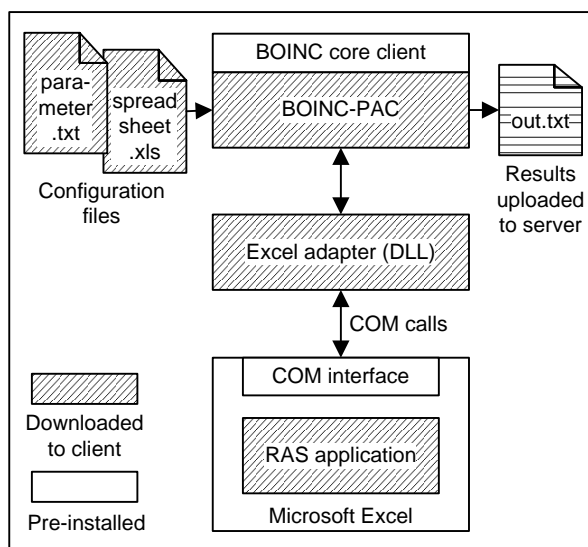 para-
meter
.txt
spread
sheet
.xls
Configuration
files
BOINC core client
BOINC-PAC
out.txt
Results
uploaded
to server
Excel adapter (DLL)
COM calls
COM interface
RAS application
Microsoft Excel
Downloaded
to client
Pre-installed